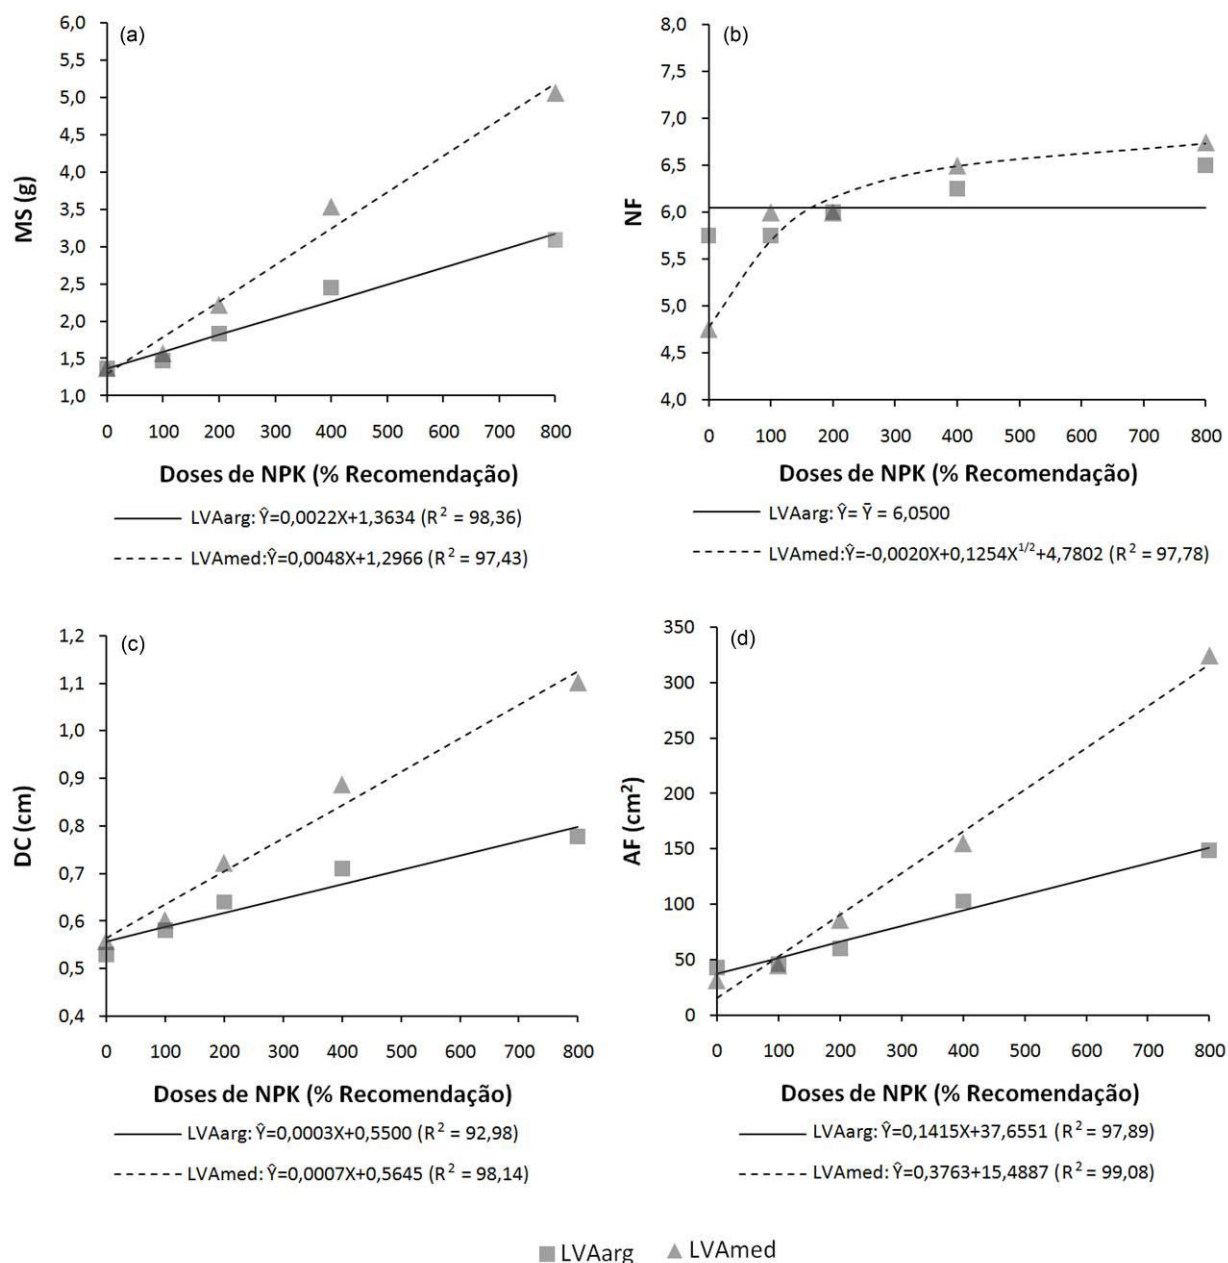 (a)
6,0
5,5
5,0
4,5
4,0
3,5
3,0
2,5
2,0
1,5
1,0
MS (g)
0 100 200 300 400 500 600 700 800
Doses de NPK (% Recomendação)
LVAarg: Ŷ=0,0022X+1,3634 (R² = 98,36)
LVAmed:Ŷ=0,0048X+1,2966 (R² = 97,43)
(b)
8,0
7,5
7,0
6,5
6,0
5,5
5,0
4,5
4,0
NF
0 100 200 300 400 500 600 700 800
Doses de NPK (% Recomendação)
LVAarg: Ŷ= Ȳ = 6,0500
LVAmed:Ŷ=-0,0020X+0,1254X^1/2+4,7802 (R² = 97,78)
(c)
1,2
1,1
1,0
0,9
0,8
0,7
0,6
0,5
0,4
DC (cm)
0 100 200 300 400 500 600 700 800
Doses de NPK (% Recomendação)
LVAarg: Ŷ=0,0003X+0,5500 (R² = 92,98)
LVAmed: Ŷ=0,0007X+0,5645 (R² = 98,14)
(d)
350
300
250
200
150
100
50
0
AF (cm²)
0 100 200 300 400 500 600 700 800
Doses de NPK (% Recomendação)
LVAarg: Ŷ=0,1415X+37,6551 (R² = 97,89)
LVAmed: Ŷ=0,3763+15,4887 (R² = 99,08)
LVAarg LVAmed